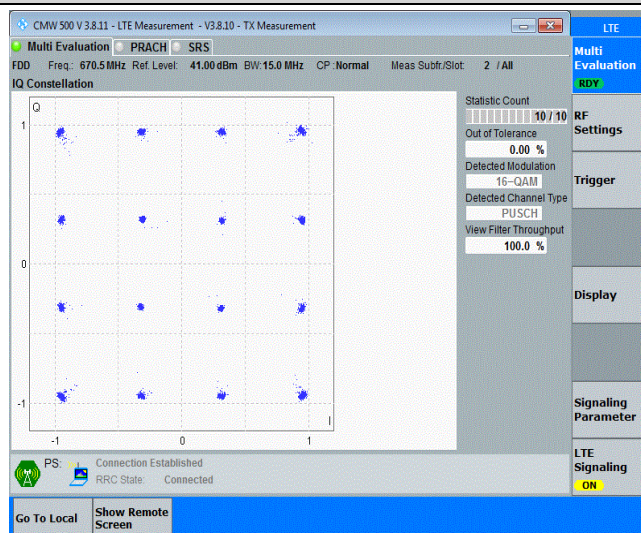 CMW 500 V 3.8.11 - LTE Measurement - V3.8.10 - TX Measurement
LTE
Multi Evaluation PRACH SRS
FDD Freq.: 670.5 MHz Ref. Level: 41.00 dBm BW: 15.0 MHz CP : Normal Meas Subfr./Slot: 2 / All
IQ Constellation
Q
1
0
-1
-1 0 1
I
Statistic Count
10 / 10
Out of Tolerance
0.00 %
Detected Modulation
16-QAM
Detected Channel Type
PUSCH
View Filter Throughput
100.0 %
Multi
Evaluation
RDY
RF
Settings
Trigger
Display
Signaling
Parameter
LTE
Signaling
ON
PS: Connection Established
RRC State: Connected
Go To Local
Show Remote
Screen